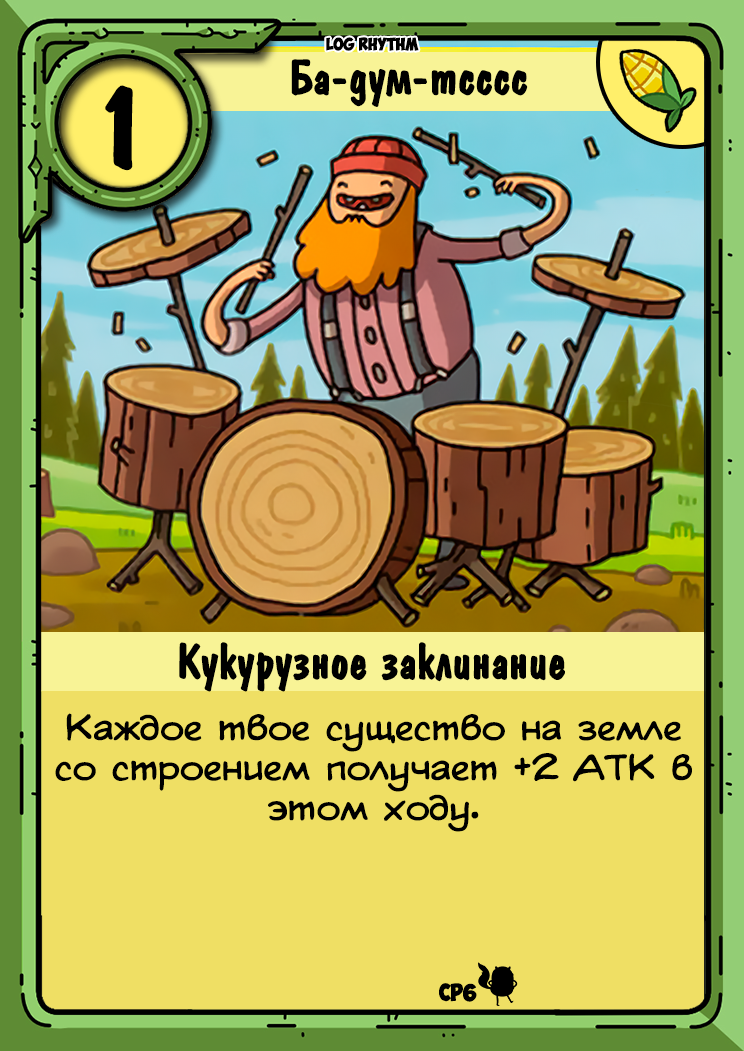 LOG RHYTHM
Ба-дум-тсссс
1
Кукурузное заклинание
Каждое твое существо на земле
со строением получает +2 АТК в
этом ходу.
CP6